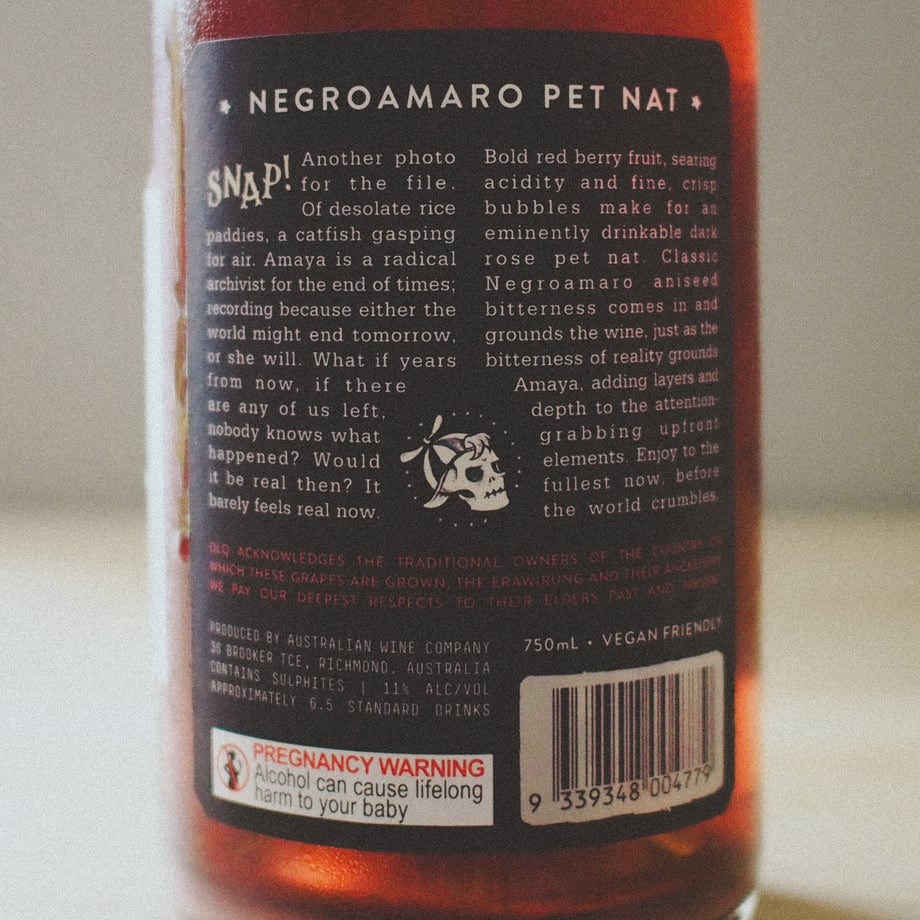 NEGROAMARO PET NAT
SNAP! Another photo
for the file.
Of desolate rice
paddies, a catfish gasping
for air. Amaya is a radical
archivist for the end of times;
recording because either the
world might end tomorrow,
or she will. What if years
from now, if there
are any of us left,
nobody knows what
happened? Would
it be real then? It
barely feels real now.
Bold red berry fruit, searing
acidity and fine, crisp
bubbles make for an
eminently drinkable dark
rose pet nat. Classic
Negroamaro aniseed
bitterness comes in and
grounds the wine, just as the
bitterness of reality grounds
Amaya, adding layers and
depth to the attention-
grabbing upfront
elements. Enjoy to the
fullest now, before
the world crumbles.
DLQ ACKNOWLEDGES THE TRADITIONAL OWNERS OF THE COUNTRY ON
WHICH THESE GRAPES ARE GROWN, THE ERAWIRUNG AND THEIR ANCESTORS
WE PAY OUR DEEPEST RESPECTS TO THEIR ELDERS PAST AND PRESENT
PRODUCED BY AUSTRALIAN WINE COMPANY
36 BROOKER TCE, RICHMOND, AUSTRALIA
CONTAINS SULPHITES | 11% ALC/VOL
APPROXIMATELY 6.5 STANDARD DRINKS
750mL • VEGAN FRIENDLY
PREGNANCY WARNING
Alcohol can cause lifelong
harm to your baby
9 339348 004779